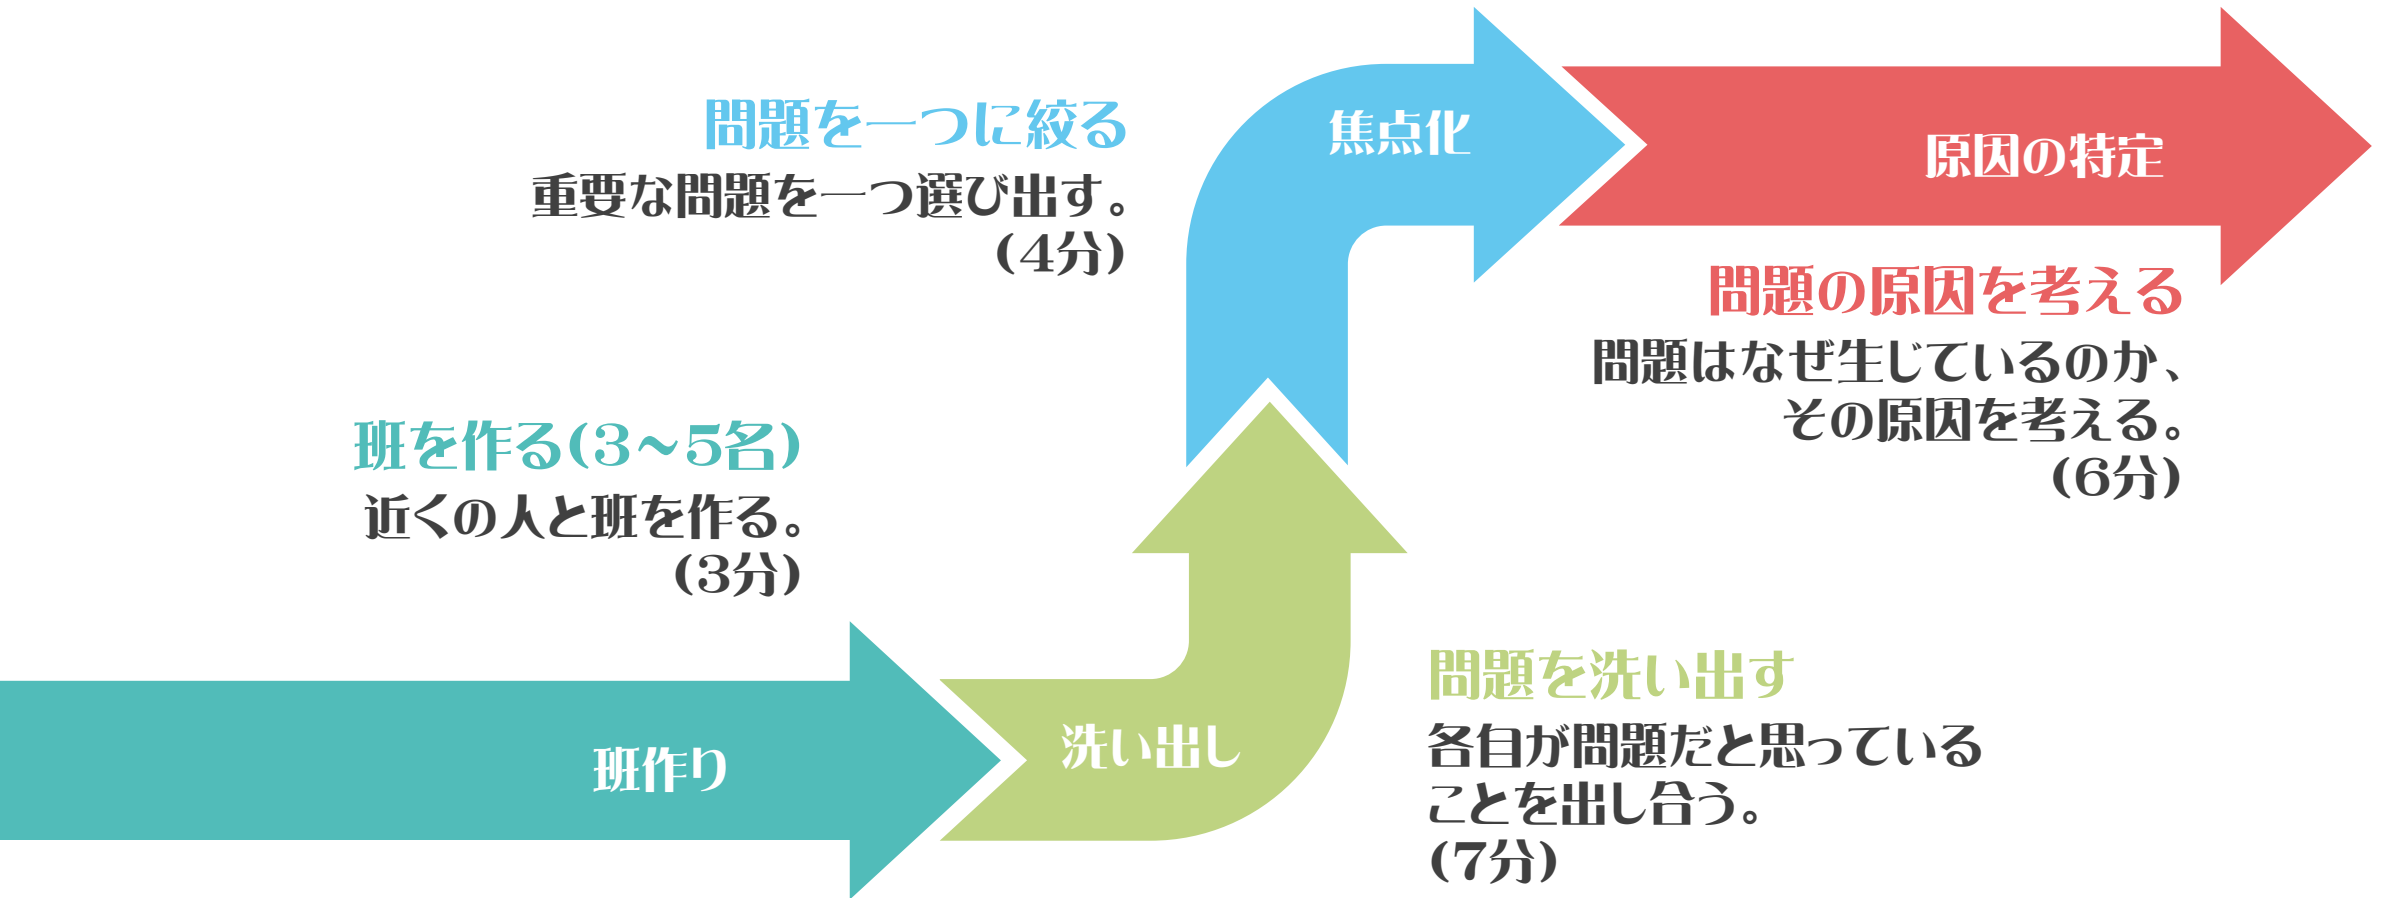 班を作る(3～5名)
近くの人と班を作る。
(3分)
班作り
洗い出し
問題を洗い出す
各自が問題だと思っている
ことを出し合う。
(7分)
問題を一つに絞る
重要な問題を一つ選び出す。
(4分)
焦点化
原因の特定
問題の原因を考える
問題はなぜ生じているのか、
その原因を考える。
(6分)